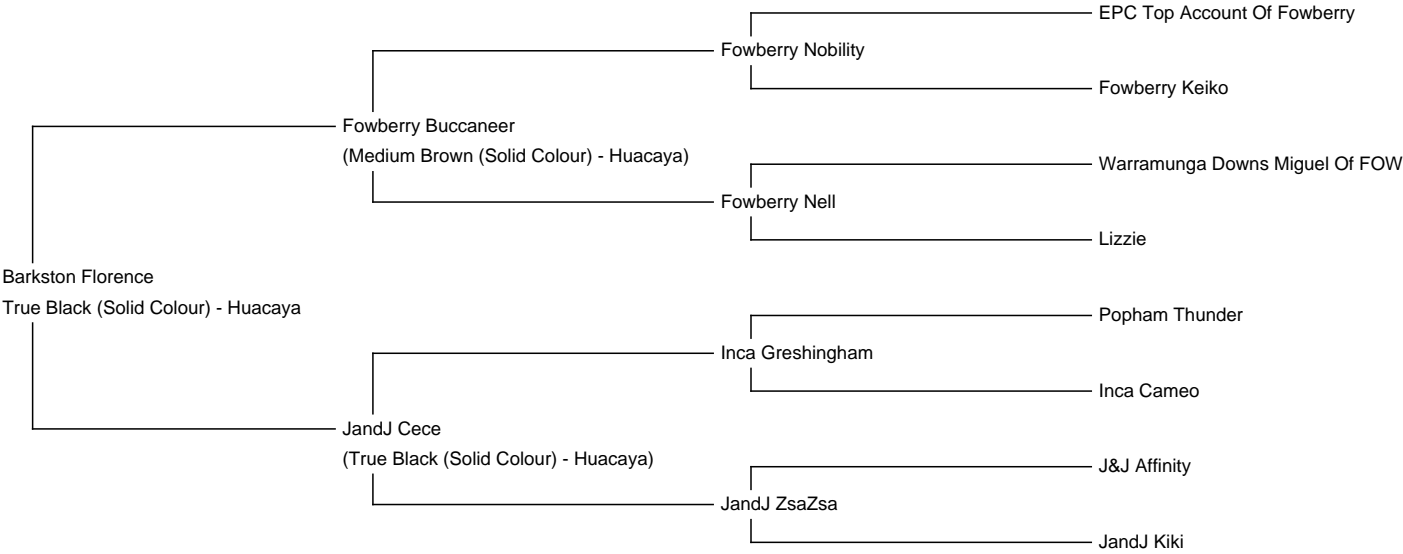 EPC Top Account Of Fowberry
Fowberry Nobility
Fowberry Keiko
Fowberry Buccaneer
(Medium Brown (Solid Colour) - Huacaya)
Warramunga Downs Miguel Of FOW
Fowberry Nell
Lizzie
Barkston Florence
True Black (Solid Colour) - Huacaya
Popham Thunder
Inca Greshingham
Inca Cameo
JandJ Cece
(True Black (Solid Colour) - Huacaya)
J&J Affinity
JandJ ZsaZsa
JandJ Kiki